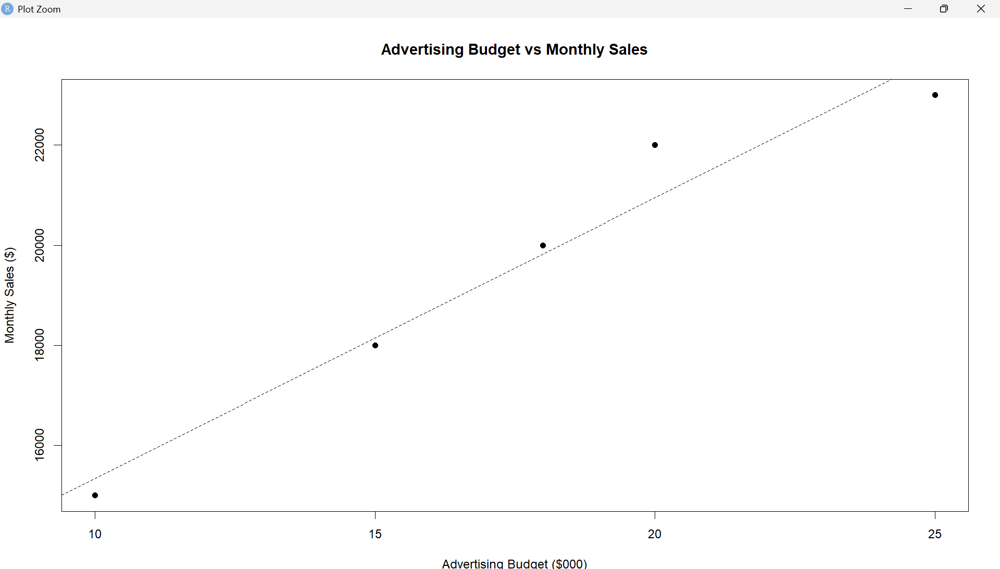 R Plot Zoom
Advertising Budget vs Monthly Sales
Monthly Sales ($)
22000
20000
18000
16000
10 15 20 25
Advertising Budget ($000)